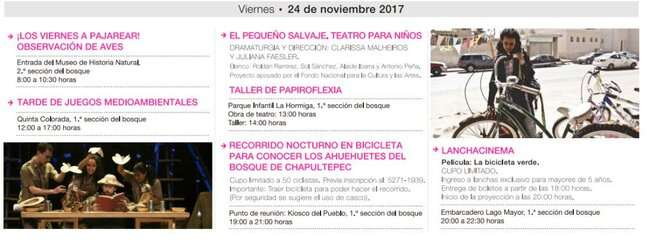 Viernes • 24 de noviembre 2017
➔ ¡LOS VIERNES A PAJAREAR!
OBSERVACIÓN DE AVES
Entrada del Museo de Historia Natural,
2.ª sección del bosque
8:00 a 10:30 horas
➔ TARDE DE JUEGOS MEDIOAMBIENTALES
Quinta Colorada, 1.ª sección del bosque
12:00 a 17:00 horas
➔ EL PEQUEÑO SALVAJE, TEATRO PARA NIÑOS
DRAMATURGIA Y DIRECCIÓN: CLARISSA MALHEIROS
Y JULIANA FAESLER.
Elenco: Roldán Ramírez, Sol Sánchez, Alaide Ibarra y Antonio Peña,
Proyecto apoyado por el Fondo Nacional para la Cultura y las Artes.
TALLER DE PAPIROFLEXIA
Parque Infantil La Hormiga, 1.ª sección del bosque
Obra de teatro: 13:00 horas
Taller: 14:00 horas
➔ RECORRIDO NOCTURNO EN BICICLETA
PARA CONOCER LOS AHUEHUETES DEL
BOSQUE DE CHAPULTEPEC
Cupo limitado a 50 ciclistas. Previa inscripción al: 5271-1939.
Importante: Traer bicicleta para poder hacer el recorrido.
(Por seguridad se sugiere el uso de casco).
Punto de reunión: Kiosco del Pueblo, 1.ª sección del bosque
19:00 a 21:00 horas
➔ LANCHACINEMA
Película: La bicicleta verde.
CUPO LIMITADO.
Ingreso a lanchas exclusivo para mayores de 5 años.
Entrega de boletos a partir de las 18:00 horas.
Inicio de la proyección a las 20:00 horas.
Embarcadero Lago Mayor, 1.ª sección del bosque
20:00 a 22:30 horas